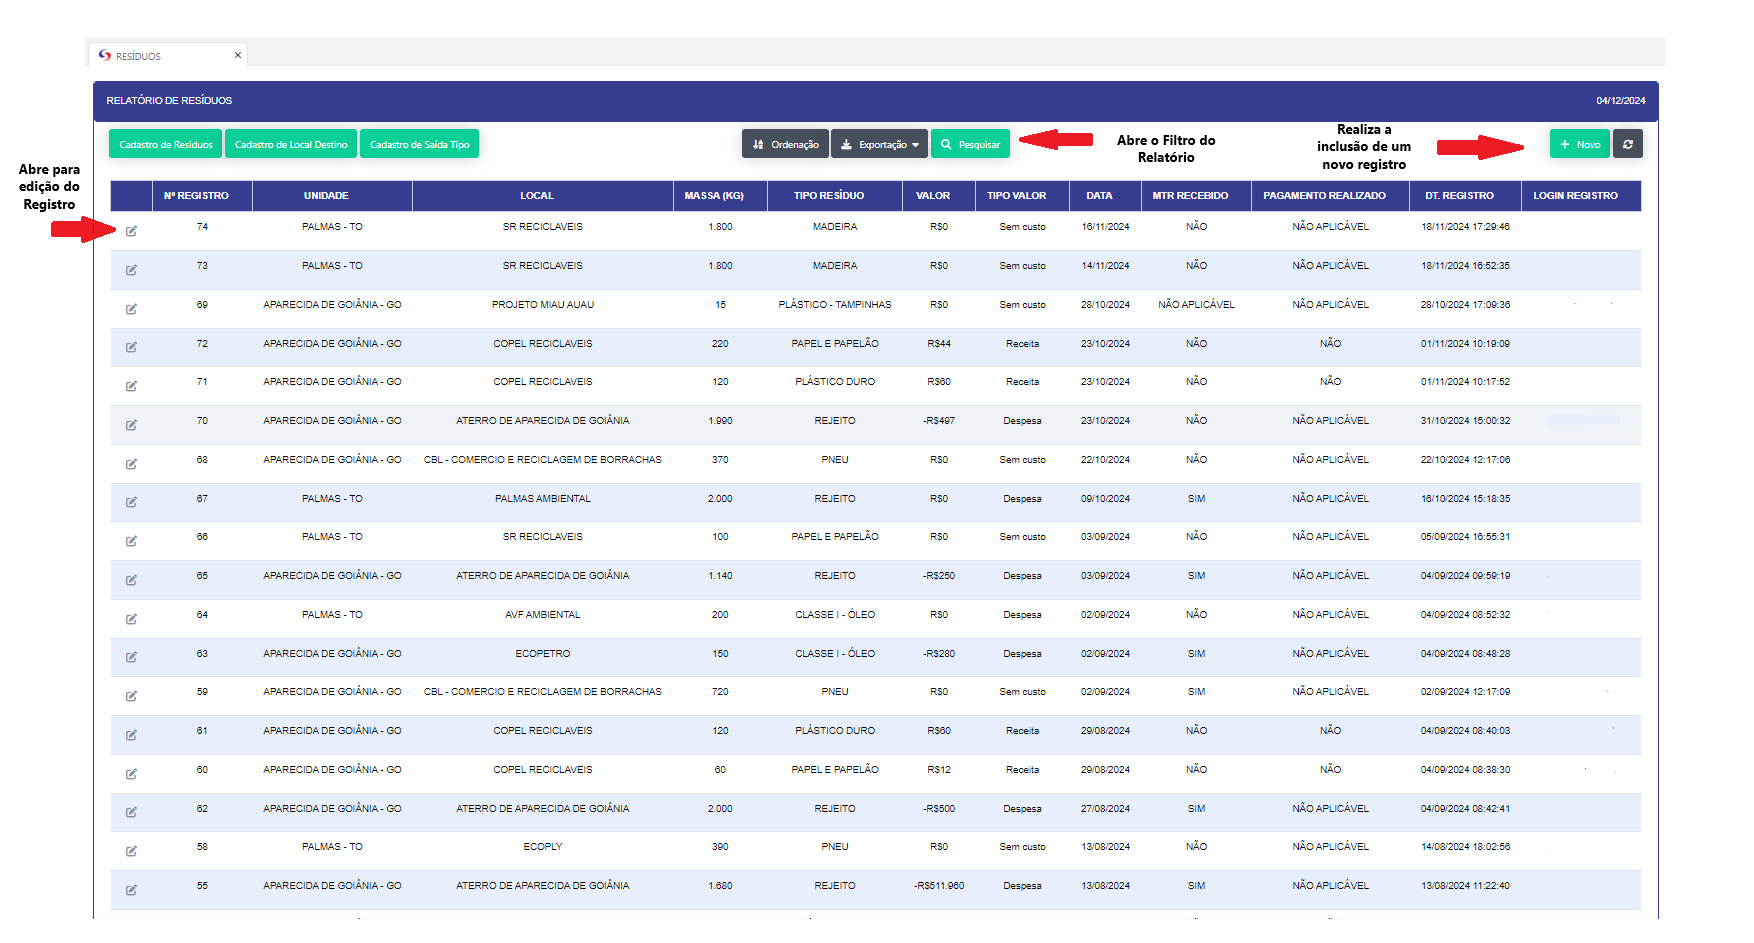 RESÍDUOS ×
RELATÓRIO DE RESÍDUOS 04/12/2024
Cadastro de Residuos Cadastro de Local Destino Cadastro de Saída Tipo Ordenação Exportação Pesquisar + Novo
Abre o Filtro do
Relatório
Realiza a
inclusão de um
novo registro
Abre para
edição do
Registro
Nº REGISTRO UNIDADE LOCAL MASSA (KG) TIPO RESÍDUO VALOR TIPO VALOR DATA MTR RECEBIDO PAGAMENTO REALIZADO DT. REGISTRO LOGIN REGISTRO
74 PALMAS - TO SR RECICLAVEIS 1.800 MADEIRA R$0 Sem custo 16/11/2024 NÃO NÃO APLICÁVEL 18/11/2024 17:29:46
73 PALMAS - TO SR RECICLAVEIS 1.800 MADEIRA R$0 Sem custo 14/11/2024 NÃO NÃO APLICÁVEL 18/11/2024 16:52:35
69 APARECIDA DE GOIÂNIA - GO PROJETO MIAU AUAU 15 PLÁSTICO - TAMPINHAS R$0 Sem custo 28/10/2024 NÃO APLICÁVEL NÃO APLICÁVEL 28/10/2024 17:09:36
72 APARECIDA DE GOIÂNIA - GO COPEL RECICLAVEIS 220 PAPEL E PAPELÃO R$44 Receita 23/10/2024 NÃO NÃO 01/11/2024 10:19:09
71 APARECIDA DE GOIÂNIA - GO COPEL RECICLAVEIS 120 PLÁSTICO DURO R$60 Receita 23/10/2024 NÃO NÃO 01/11/2024 10:17:52
70 APARECIDA DE GOIÂNIA - GO ATERRO DE APARECIDA DE GOIÂNIA 1.990 REJEITO -R$497 Despesa 23/10/2024 NÃO NÃO APLICÁVEL 31/10/2024 15:00:32
68 APARECIDA DE GOIÂNIA - GO CBL - COMERCIO E RECICLAGEM DE BORRACHAS 370 PNEU R$0 Sem custo 22/10/2024 NÃO NÃO APLICÁVEL 22/10/2024 12:17:06
67 PALMAS - TO PALMAS AMBIENTAL 2.000 REJEITO R$0 Despesa 09/10/2024 SIM NÃO APLICÁVEL 16/10/2024 15:18:35
66 PALMAS - TO SR RECICLAVEIS 100 PAPEL E PAPELÃO R$0 Sem custo 03/09/2024 NÃO NÃO APLICÁVEL 05/09/2024 16:55:31
65 APARECIDA DE GOIÂNIA - GO ATERRO DE APARECIDA DE GOIÂNIA 1.140 REJEITO -R$250 Despesa 03/09/2024 SIM NÃO APLICÁVEL 04/09/2024 09:59:19
64 PALMAS - TO AVF AMBIENTAL 200 CLASSE I - ÓLEO R$0 Despesa 02/09/2024 NÃO NÃO APLICÁVEL 04/09/2024 08:52:32
63 APARECIDA DE GOIÂNIA - GO ECOPETRO 150 CLASSE I - ÓLEO -R$280 Despesa 02/09/2024 SIM NÃO APLICÁVEL 04/09/2024 08:48:28
59 APARECIDA DE GOIÂNIA - GO CBL - COMERCIO E RECICLAGEM DE BORRACHAS 720 PNEU R$0 Sem custo 02/09/2024 SIM NÃO APLICÁVEL 02/09/2024 12:17:09
61 APARECIDA DE GOIÂNIA - GO COPEL RECICLAVEIS 120 PLÁSTICO DURO R$60 Receita 29/08/2024 NÃO NÃO 04/09/2024 08:40:03
60 APARECIDA DE GOIÂNIA - GO COPEL RECICLAVEIS 60 PAPEL E PAPELÃO R$12 Receita 29/08/2024 NÃO NÃO 04/09/2024 08:38:30
62 APARECIDA DE GOIÂNIA - GO ATERRO DE APARECIDA DE GOIÂNIA 2.000 REJEITO -R$500 Despesa 27/08/2024 SIM NÃO APLICÁVEL 04/09/2024 08:42:41
58 PALMAS - TO ECOPLY 390 PNEU R$0 Sem custo 13/08/2024 NÃO NÃO APLICÁVEL 14/08/2024 18:02:56
55 APARECIDA DE GOIÂNIA - GO ATERRO DE APARECIDA DE GOIÂNIA 1.680 REJEITO -R$511.960 Despesa 13/08/2024 SIM NÃO APLICÁVEL 13/08/2024 11:22:40